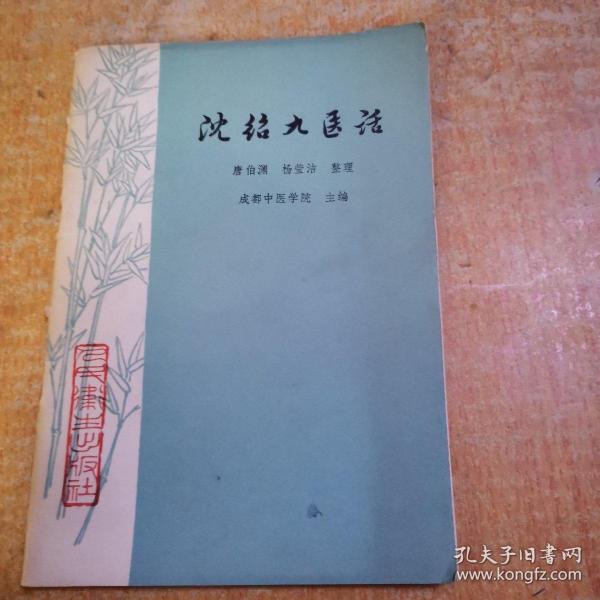 沈绍九医话
唐伯渊 杨莹洁 整理
成都中医学院 主编
人民卫生出版社
孔夫子旧书网
www.kongfz.com